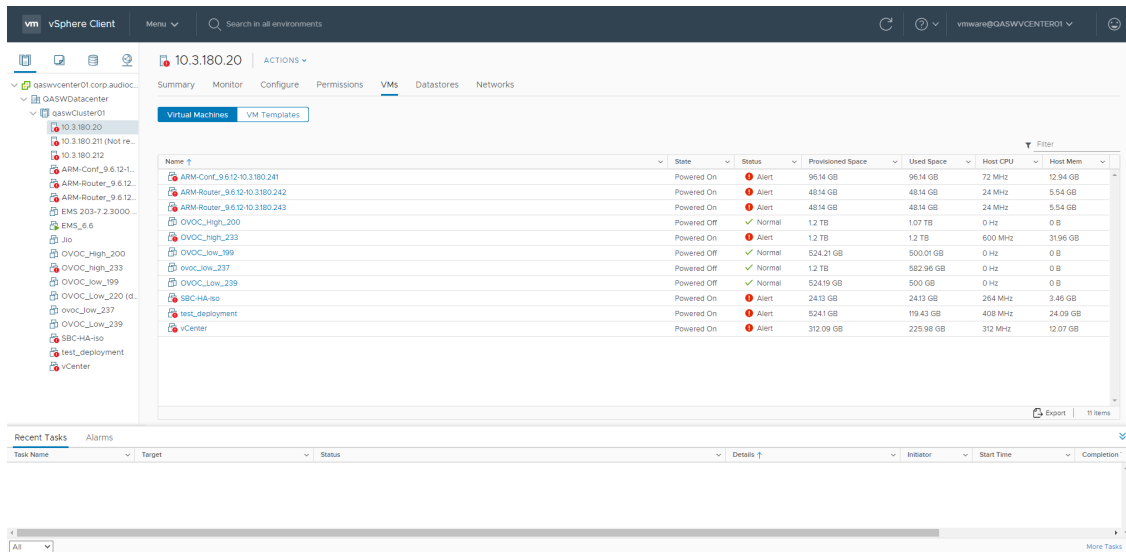 vm vSphere Client Menu Search in all environments vmware@QASWVCENTER01
10.3.180.20 ACTIONS
Summary Monitor Configure Permissions VMs Datastores Networks
Virtual Machines VM Templates
qaswvcenter01.corp.audioc...
QASWDatacenter
qaswCluster01
10.3.180.20
10.3.180.211 (Not re...
10.3.180.212
ARM-Conf_9.6.12-1...
ARM-Router_9.6.12...
ARM-Router_9.6.12...
EMS 203-7.2.3000 ...
EMS_6.6
Jio
OVOC_High_200
OVOC_high_233
OVOC_low_199
OVOC_Low_220 (d...
ovoc_low_237
OVOC_Low_239
SBC-HA-iso
test_deployment
vCenter
Filter
Name State Status Provisioned Space Used Space Host CPU Host Mem
ARM-Conf_9.6.12-10.3.180.241 Powered On Alert 96.14 GB 96.14 GB 72 MHz 12.94 GB
ARM-Router_9.6.12-10.3.180.242 Powered On Alert 48.14 GB 48.14 GB 24 MHz 5.54 GB
ARM-Router_9.6.12-10.3.180.243 Powered On Alert 48.14 GB 48.14 GB 24 MHz 5.54 GB
OVOC_High_200 Powered Off Normal 1.2 TB 1.07 TB 0 Hz 0 B
OVOC_high_233 Powered On Alert 1.2 TB 1.2 TB 600 MHz 31.96 GB
OVOC_low_199 Powered Off Normal 524.21 GB 500.01 GB 0 Hz 0 B
ovoc_low_237 Powered Off Normal 1.2 TB 582.96 GB 0 Hz 0 B
OVOC_Low_239 Powered Off Normal 524.19 GB 500 GB 0 Hz 0 B
SBC-HA-iso Powered On Alert 24.13 GB 24.13 GB 264 MHz 3.46 GB
test_deployment Powered On Alert 524.1 GB 119.43 GB 408 MHz 24.09 GB
vCenter Powered On Alert 312.09 GB 225.98 GB 312 MHz 12.07 GB
Export 11 items
Recent Tasks Alarms
Task Name Target Status Details Initiator Start Time Completion
All More Tasks